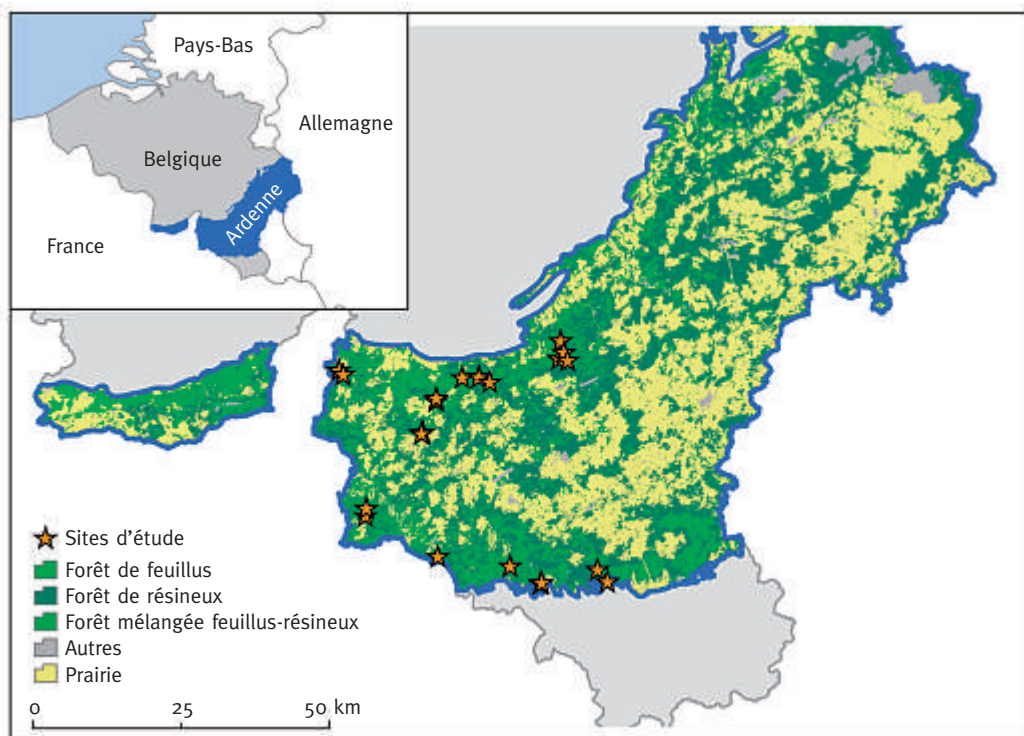 Pays-Bas
Allemagne
Belgique
Ardenne
France
Sites d'étude
Forêt de feuillus
Forêt de résineux
Forêt mélangée feuillus-résineux
Autres
Prairie
0 25 50 km